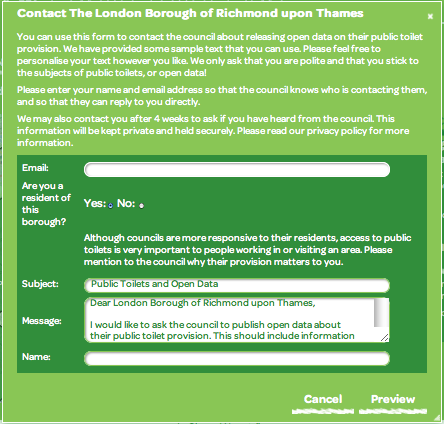 Contact The London Borough of Richmond upon Thames
You can use this form to contact the council about releasing open data on their public toilet
provision. We have provided some sample text that you can use. Please feel free to
personalise your text however you like. We only ask that you are polite and that you stick to
the subjects of public toilets, or open data!
Please enter your name and email address so that the council knows who is contacting them,
and so that they can reply to you directly.
We may also contact you after 4 weeks to ask if you have heard from the council. This
information will be kept private and held securely. Please read our privacy policy for more
information.
Email:
Are you a
resident of
this
borough?
Yes: No:
Although councils are more responsive to their residents, access to public
toilets is very important to people working in or visiting an area. Please
mention to the council why their provision matters to you.
Subject: Public Toilets and Open Data
Message:
Dear London Borough of Richmond upon Thames,
I would like to ask the council to publish open data about
their public toilet provision. This should include information
Name:
Cancel Preview